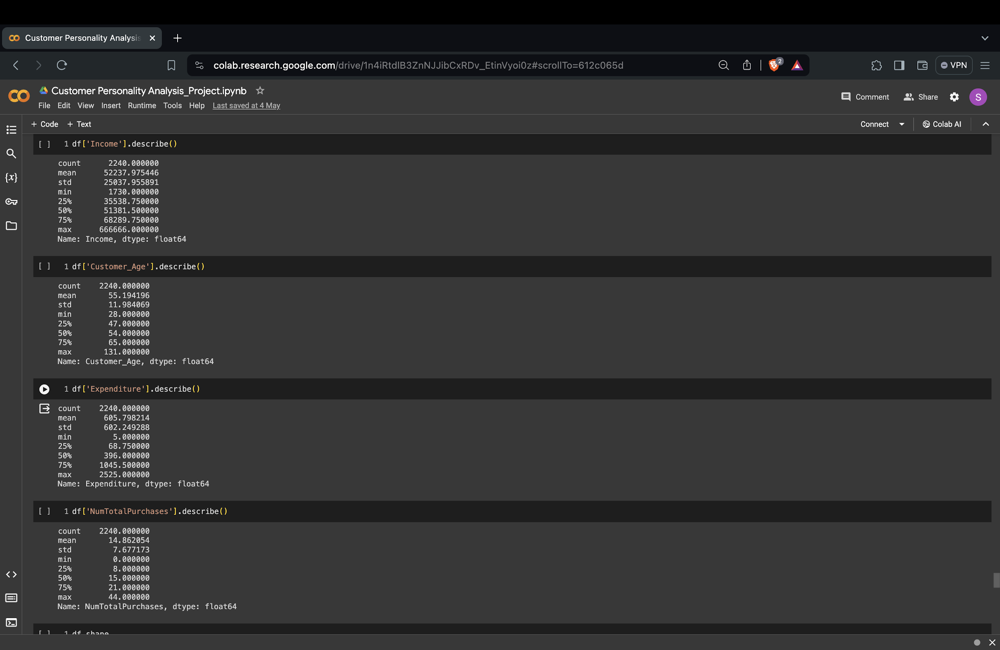 Customer Personality Analysis
colab.research.google.com/drive/1n4iRtdIB3ZnNJJibCxRDv_EtinVyoi0z#scrollTo=612c065d
2
VPN
Customer Personality Analysis_Project.ipynb
Comment
Share
S
File Edit View Insert Runtime Tools Help Last saved at 4 May
+ Code + Text
Connect
Colab AI
[ ] 1 df['Income'].describe()
count 2240.000000
mean 52237.975446
std 25037.955891
min 1730.000000
25% 35538.750000
50% 51381.500000
75% 68289.750000
max 666666.000000
Name: Income, dtype: float64
[ ] 1 df['Customer_Age'].describe()
count 2240.000000
mean 55.194196
std 11.984069
min 28.000000
25% 47.000000
50% 54.000000
75% 65.000000
max 131.000000
Name: Customer_Age, dtype: float64
1 df['Expenditure'].describe()
count 2240.000000
mean 605.798214
std 602.249288
min 5.000000
25% 68.750000
50% 396.000000
75% 1045.500000
max 2525.000000
Name: Expenditure, dtype: float64
[ ] 1 df['NumTotalPurchases'].describe()
count 2240.000000
mean 14.862054
std 7.677173
min 0.000000
25% 8.000000
50% 15.000000
75% 21.000000
max 44.000000
Name: NumTotalPurchases, dtype: float64
[ ] 1 df.shape